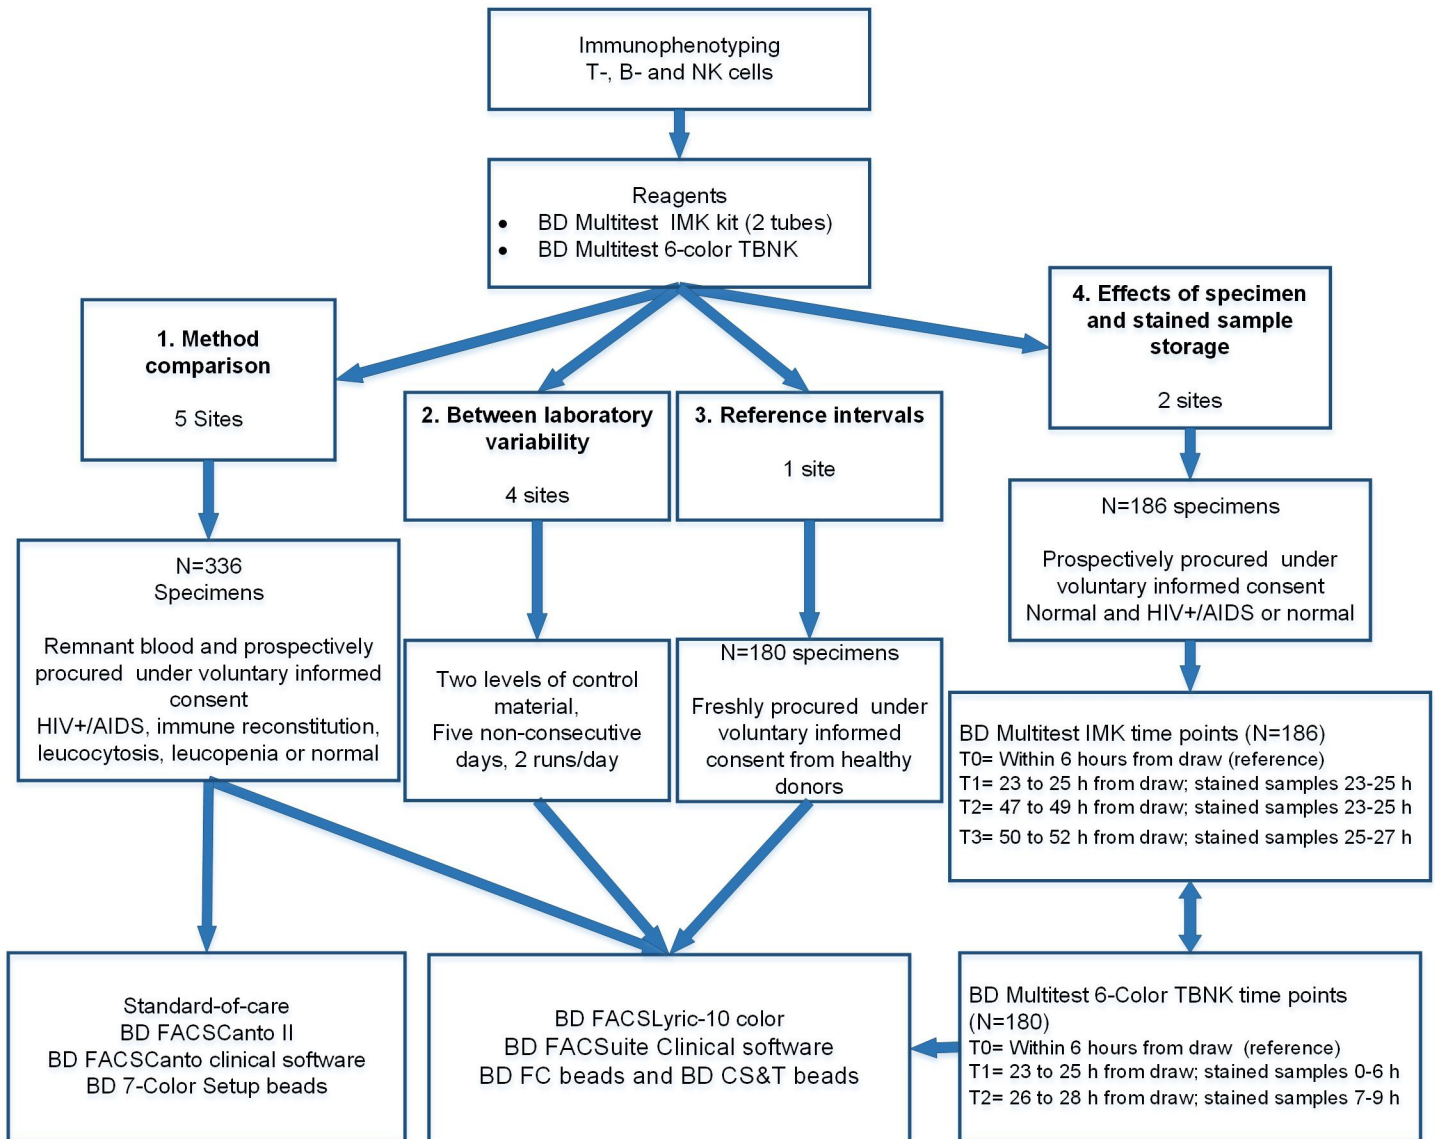 Immunophenotyping
T-, B- and NK cells
Reagents
• BD Multitest IMK kit (2 tubes)
• BD Multitest 6-color TBNK
1. Method
comparison
5 Sites
2. Between laboratory
variability
4 sites
3. Reference intervals
1 site
4. Effects of specimen
and stained sample
storage
2 sites
N=336
Specimens
Remnant blood and prospectively
procured under voluntary informed
consent
HIV+/AIDS, immune reconstitution,
leucocytosis, leucopenia or normal
Two levels of control
material,
Five non-consecutive
days, 2 runs/day
N=180 specimens
Freshly procured under
voluntary informed
consent from healthy
donors
N=186 specimens
Prospectively procured under
voluntary informed consent
Normal and HIV+/AIDS or normal
BD Multitest IMK time points (N=186)
T0= Within 6 hours from draw (reference)
T1= 23 to 25 h from draw; stained samples 23-25 h
T2= 47 to 49 h from draw; stained samples 23-25 h
T3= 50 to 52 h from draw; stained samples 25-27 h
Standard-of-care
BD FACSCanto II
BD FACSCanto clinical software
BD 7-Color Setup beads
BD FACSLyric-10 color
BD FACSuite Clinical software
BD FC beads and BD CS&T beads
BD Multitest 6-Color TBNK time points
(N=180)
T0= Within 6 hours from draw (reference)
T1= 23 to 25 h from draw; stained samples 0-6 h
T2= 26 to 28 h from draw; stained samples 7-9 h